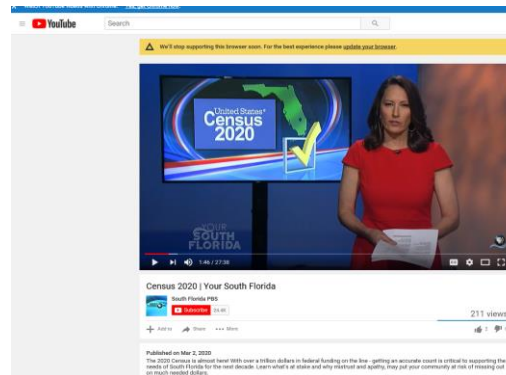 YouTube
Search
We'll stop supporting this browser soon. For the best experience please update your browser.
United States®
Census
2020
YOUR
SOUTH
FLORIDA
1:46 / 27:38
Census 2020 | Your South Florida
South Florida PBS
Subscribe
211 views
Add to
Share
More
2
Published on Mar 2, 2020
The 2020 Census is almost here! With over a trillion dollars in federal funding on the line - getting an accurate count is critical to supporting the
needs of South Florida for the next decade. Learn what's at stake and why mistrust and apathy, may put your community at risk of missing out
on much needed dollars.